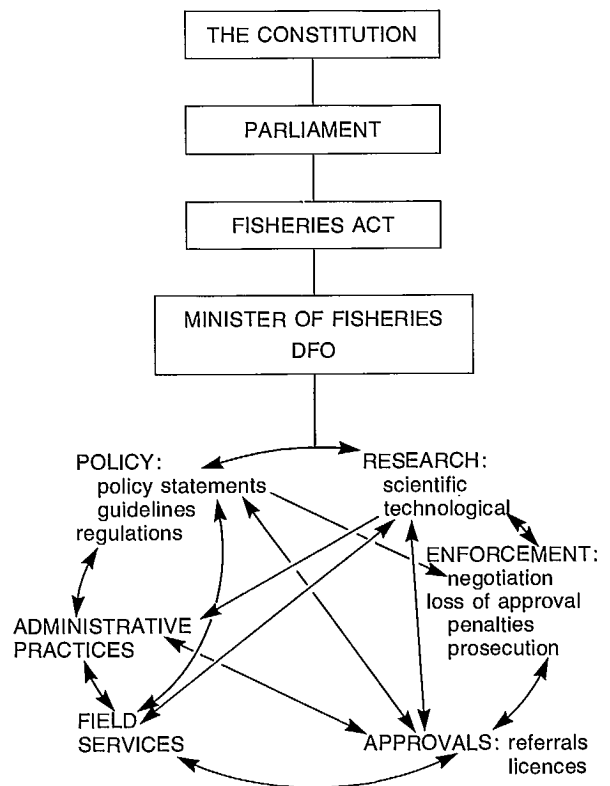 THE CONSTITUTION
PARLIAMENT
FISHERIES ACT
MINISTER OF FISHERIES
DFO
POLICY:
policy statements
guidelines
regulations
RESEARCH:
scientific
technological
ENFORCEMENT:
negotiation
loss of approval
penalties
prosecution
ADMINISTRATIVE
PRACTICES
FIELD
SERVICES
APPROVALS: referrals
licences